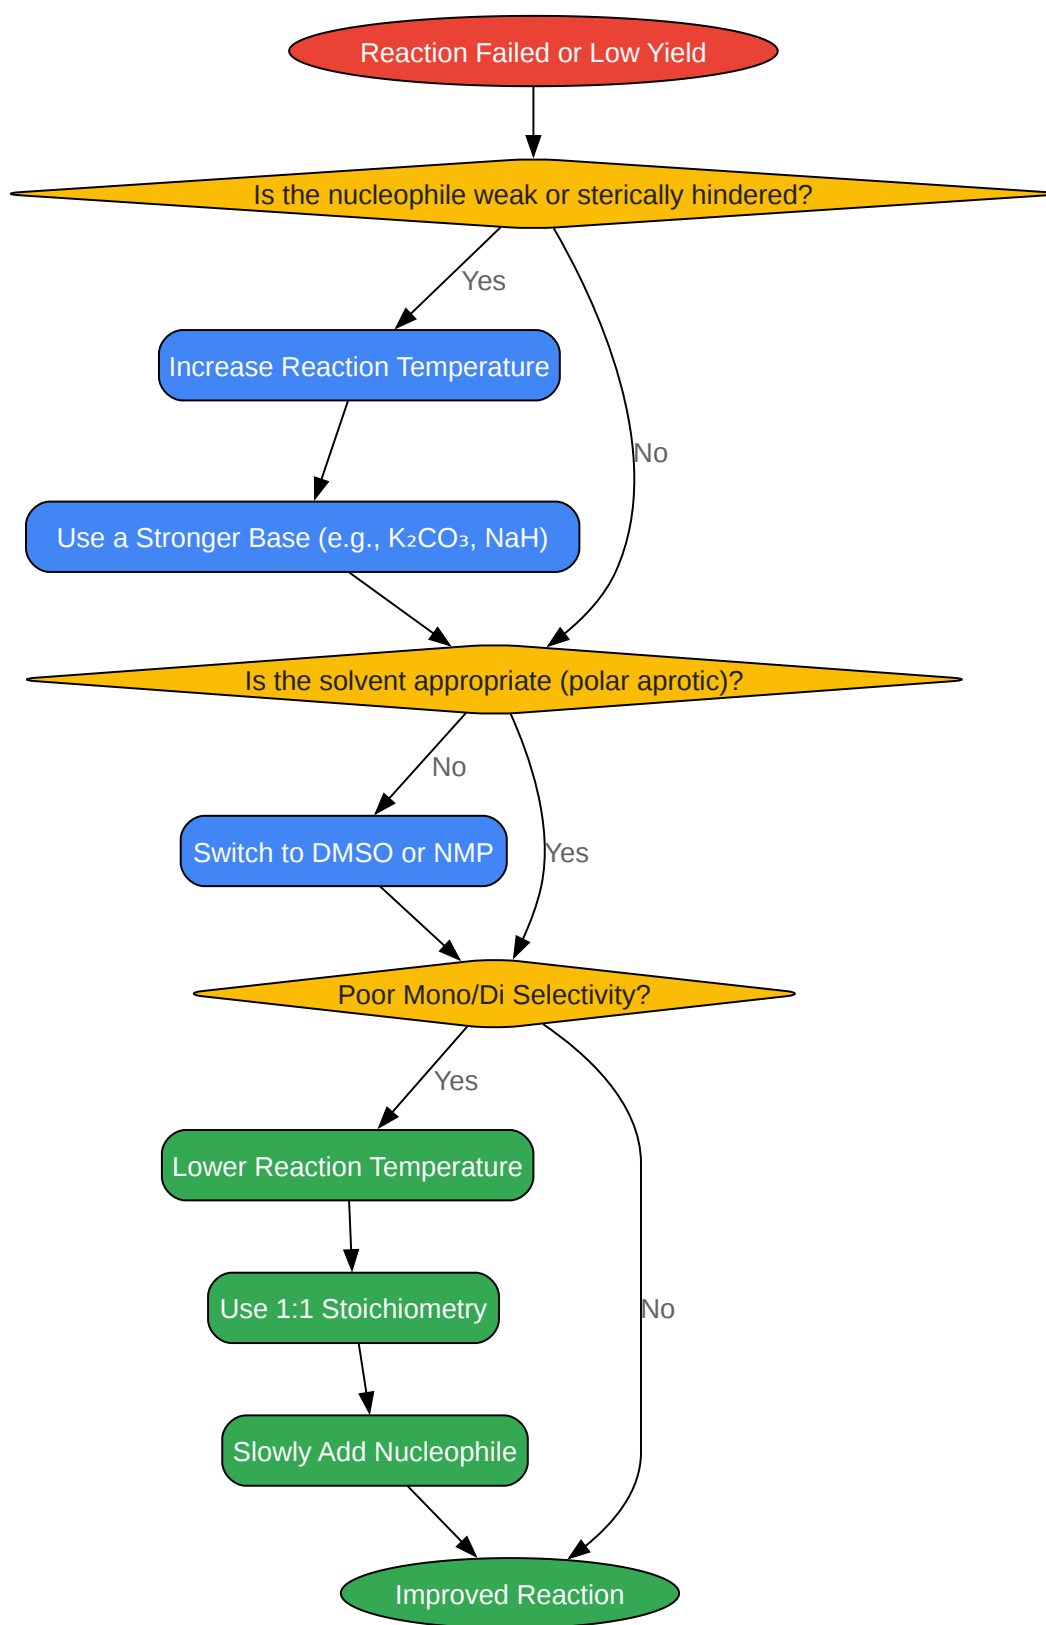 Reaction Failed or Low Yield
Is the nucleophile weak or sterically hindered?
Yes
Increase Reaction Temperature
No
Use a Stronger Base (e.g., K₂CO₃, NaH)
Is the solvent appropriate (polar aprotic)?
No
Switch to DMSO or NMP
Yes
Poor Mono/Di Selectivity?
Yes
Lower Reaction Temperature
Use 1:1 Stoichiometry
No
Slowly Add Nucleophile
Improved Reaction